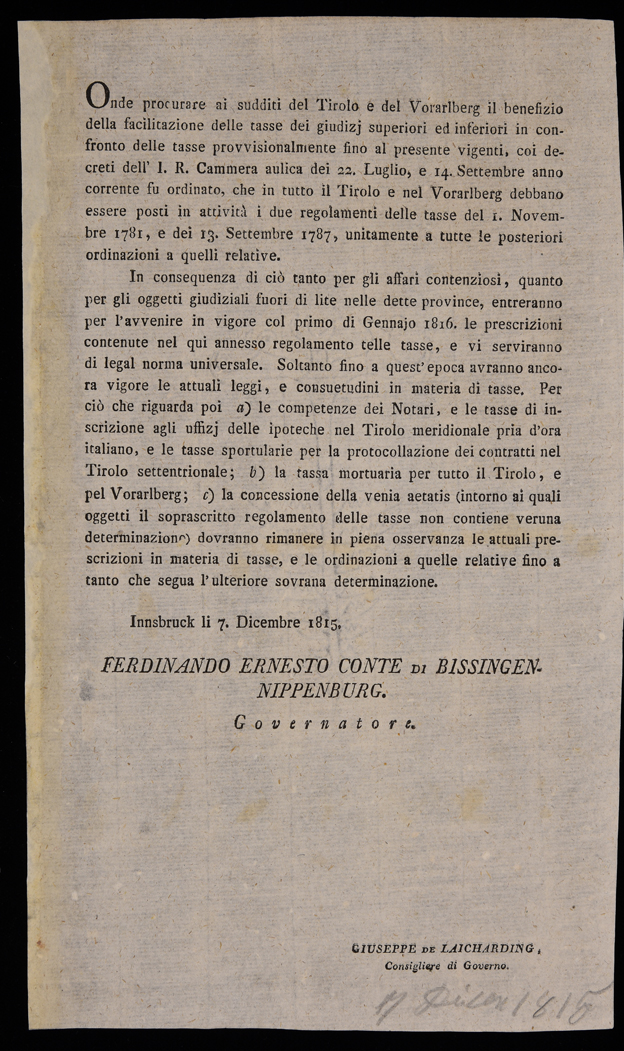 Onde procurare ai sudditi del Tirolo e del Vorarlberg il benefizio
della facilitazione delle tasse dei giudizj superiori ed inferiori in con-
fronto delle tasse provvisionalmente fino al presente vigenti, coi de-
creti dell' I. R. Cammera aulica dei 22. Luglio, e 14. Settembre anno
corrente fu ordinato, che in tutto il Tirolo e nel Vorarlberg debbano
essere posti in attività i due regolamenti delle tasse del 1. Novem-
bre 1781, e dei 13. Settembre 1787, unitamente a tutte le posteriori
ordinazioni a quelli relative.
In consequenza di ciò tanto per gli affari contenziosi, quanto
per gli oggetti giudiziali fuori di lite nelle dette province, entreranno
per l'avvenire in vigore col primo di Gennajo 1816. le prescrizioni
contenute nel qui annesso regolamento telle tasse, e vi serviranno
di legal norma universale. Soltanto fino a quest' epoca avranno anco-
ra vigore le attuali leggi, e consuetudini in materia di tasse. Per
ciò che riguarda poi a) le competenze dei Notari, e le tasse di in-
scrizione agli uffizj delle ipoteche nel Tirolo meridionale pria d'ora
italiano, e le tasse sportularie per la protocollazione dei contratti nel
Tirolo settentrionale; b) la tassa mortuaria per tutto il Tirolo, e
pel Vorarlberg; c) la concessione della venia aetatis (intorno ai quali
oggetti il soprascritto regolamento delle tasse non contiene veruna
determinazione) dovranno rimanere in piena osservanza le attuali pre-
scrizioni in materia di tasse, e le ordinazioni a quelle relative fino a
tanto che segua l'ulteriore sovrana determinazione.
Innsbruck li 7. Dicembre 1815.
FERDINANDO ERNESTO CONTE DI BISSINGEN-
NIPPENBURG.
Governatore.
GIUSEPPE DE LAICHARDING,
Consigliere di Governo.
1815